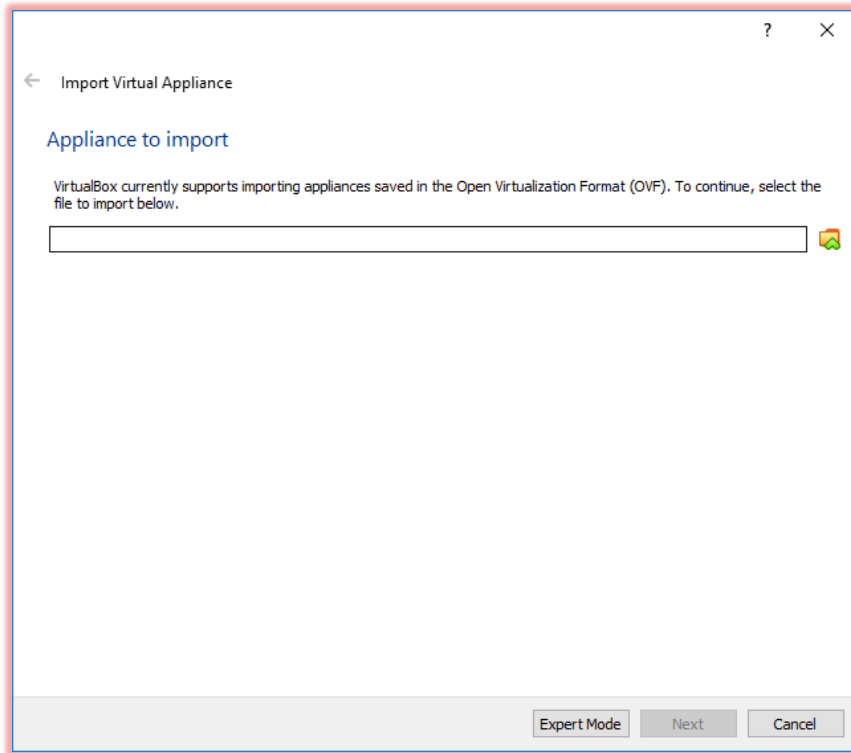 ?
Import Virtual Appliance
Appliance to import
VirtualBox currently supports importing appliances saved in the Open Virtualization Format (OVF). To continue, select the
file to import below.
Expert Mode Next Cancel